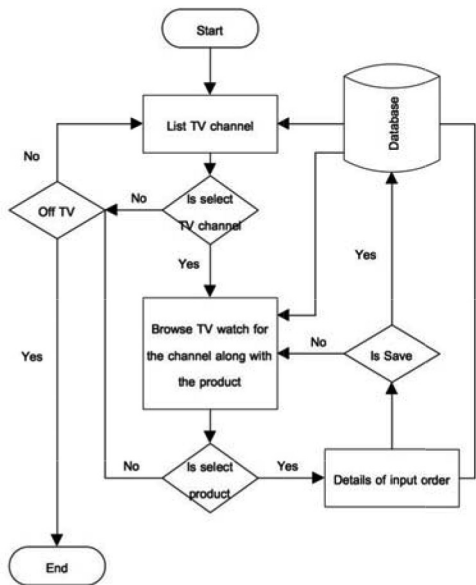 Start
List TV channel
Database
No
Off TV
No
Is select
TV channel
Yes
Yes
Browse TV watch for
the channel along with
the product
No
Is Save
Yes
No
Is select
product
Yes
Details of input order
End